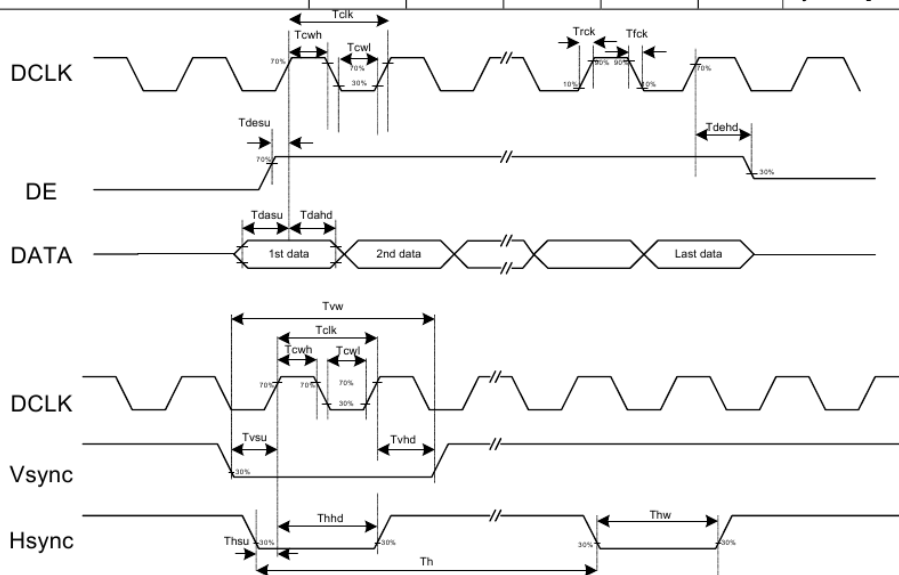 Tclk
Tcwh Tcwl Trck Tfck
DCLK 70% 70% 30% 10% 90% 90% 10% 70%
Tdesu Tdehd
DE 70% 30%
Tdasu Tdahd
DATA 1st data 2nd data Last data
Tvw
Tclk
Tcwh Tcwl
DCLK 70% 70% 70% 30%
Tvsu Tvhd
Vsync 30%
Thhd Thw
Hsync 30% 30% 30% 30%
Thsu
Th